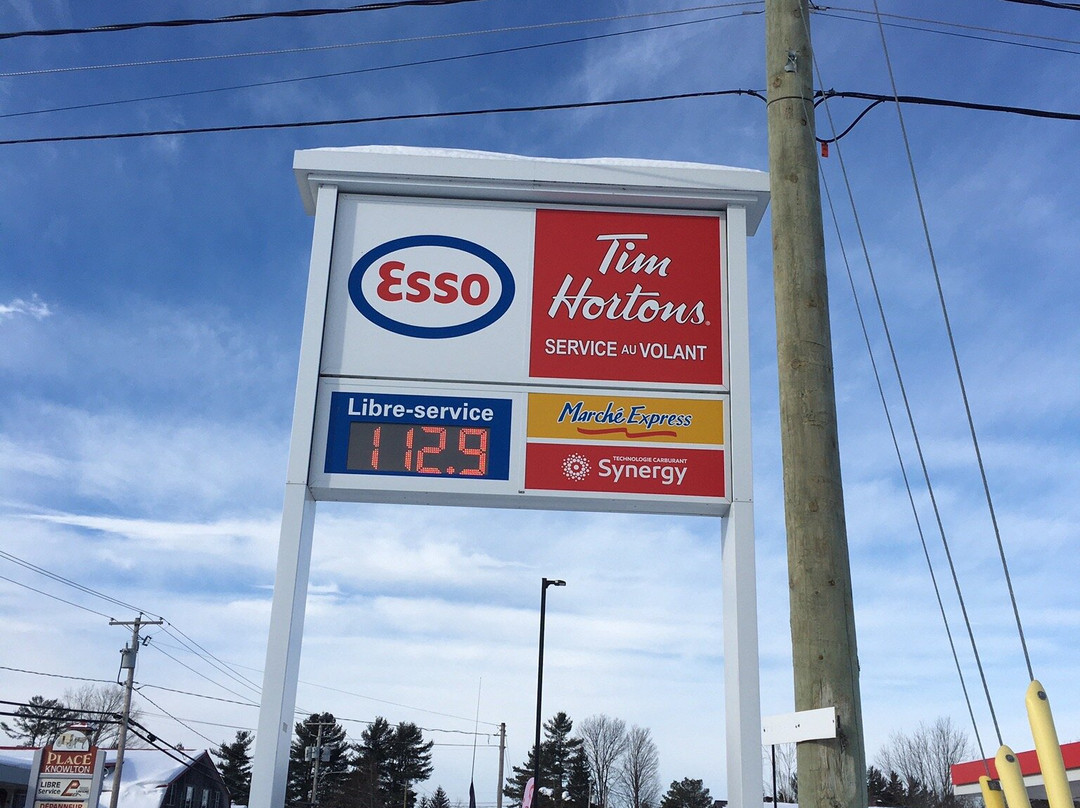 Esso
Tim
Hortons
SERVICE AU VOLANT
Libre-service
112.9
Marché Express
TECHNOLOGIE CARBURANT
Synergy
PLACE
KNOWLTON
LIBRE
SERVICE
DÉPANNEUR